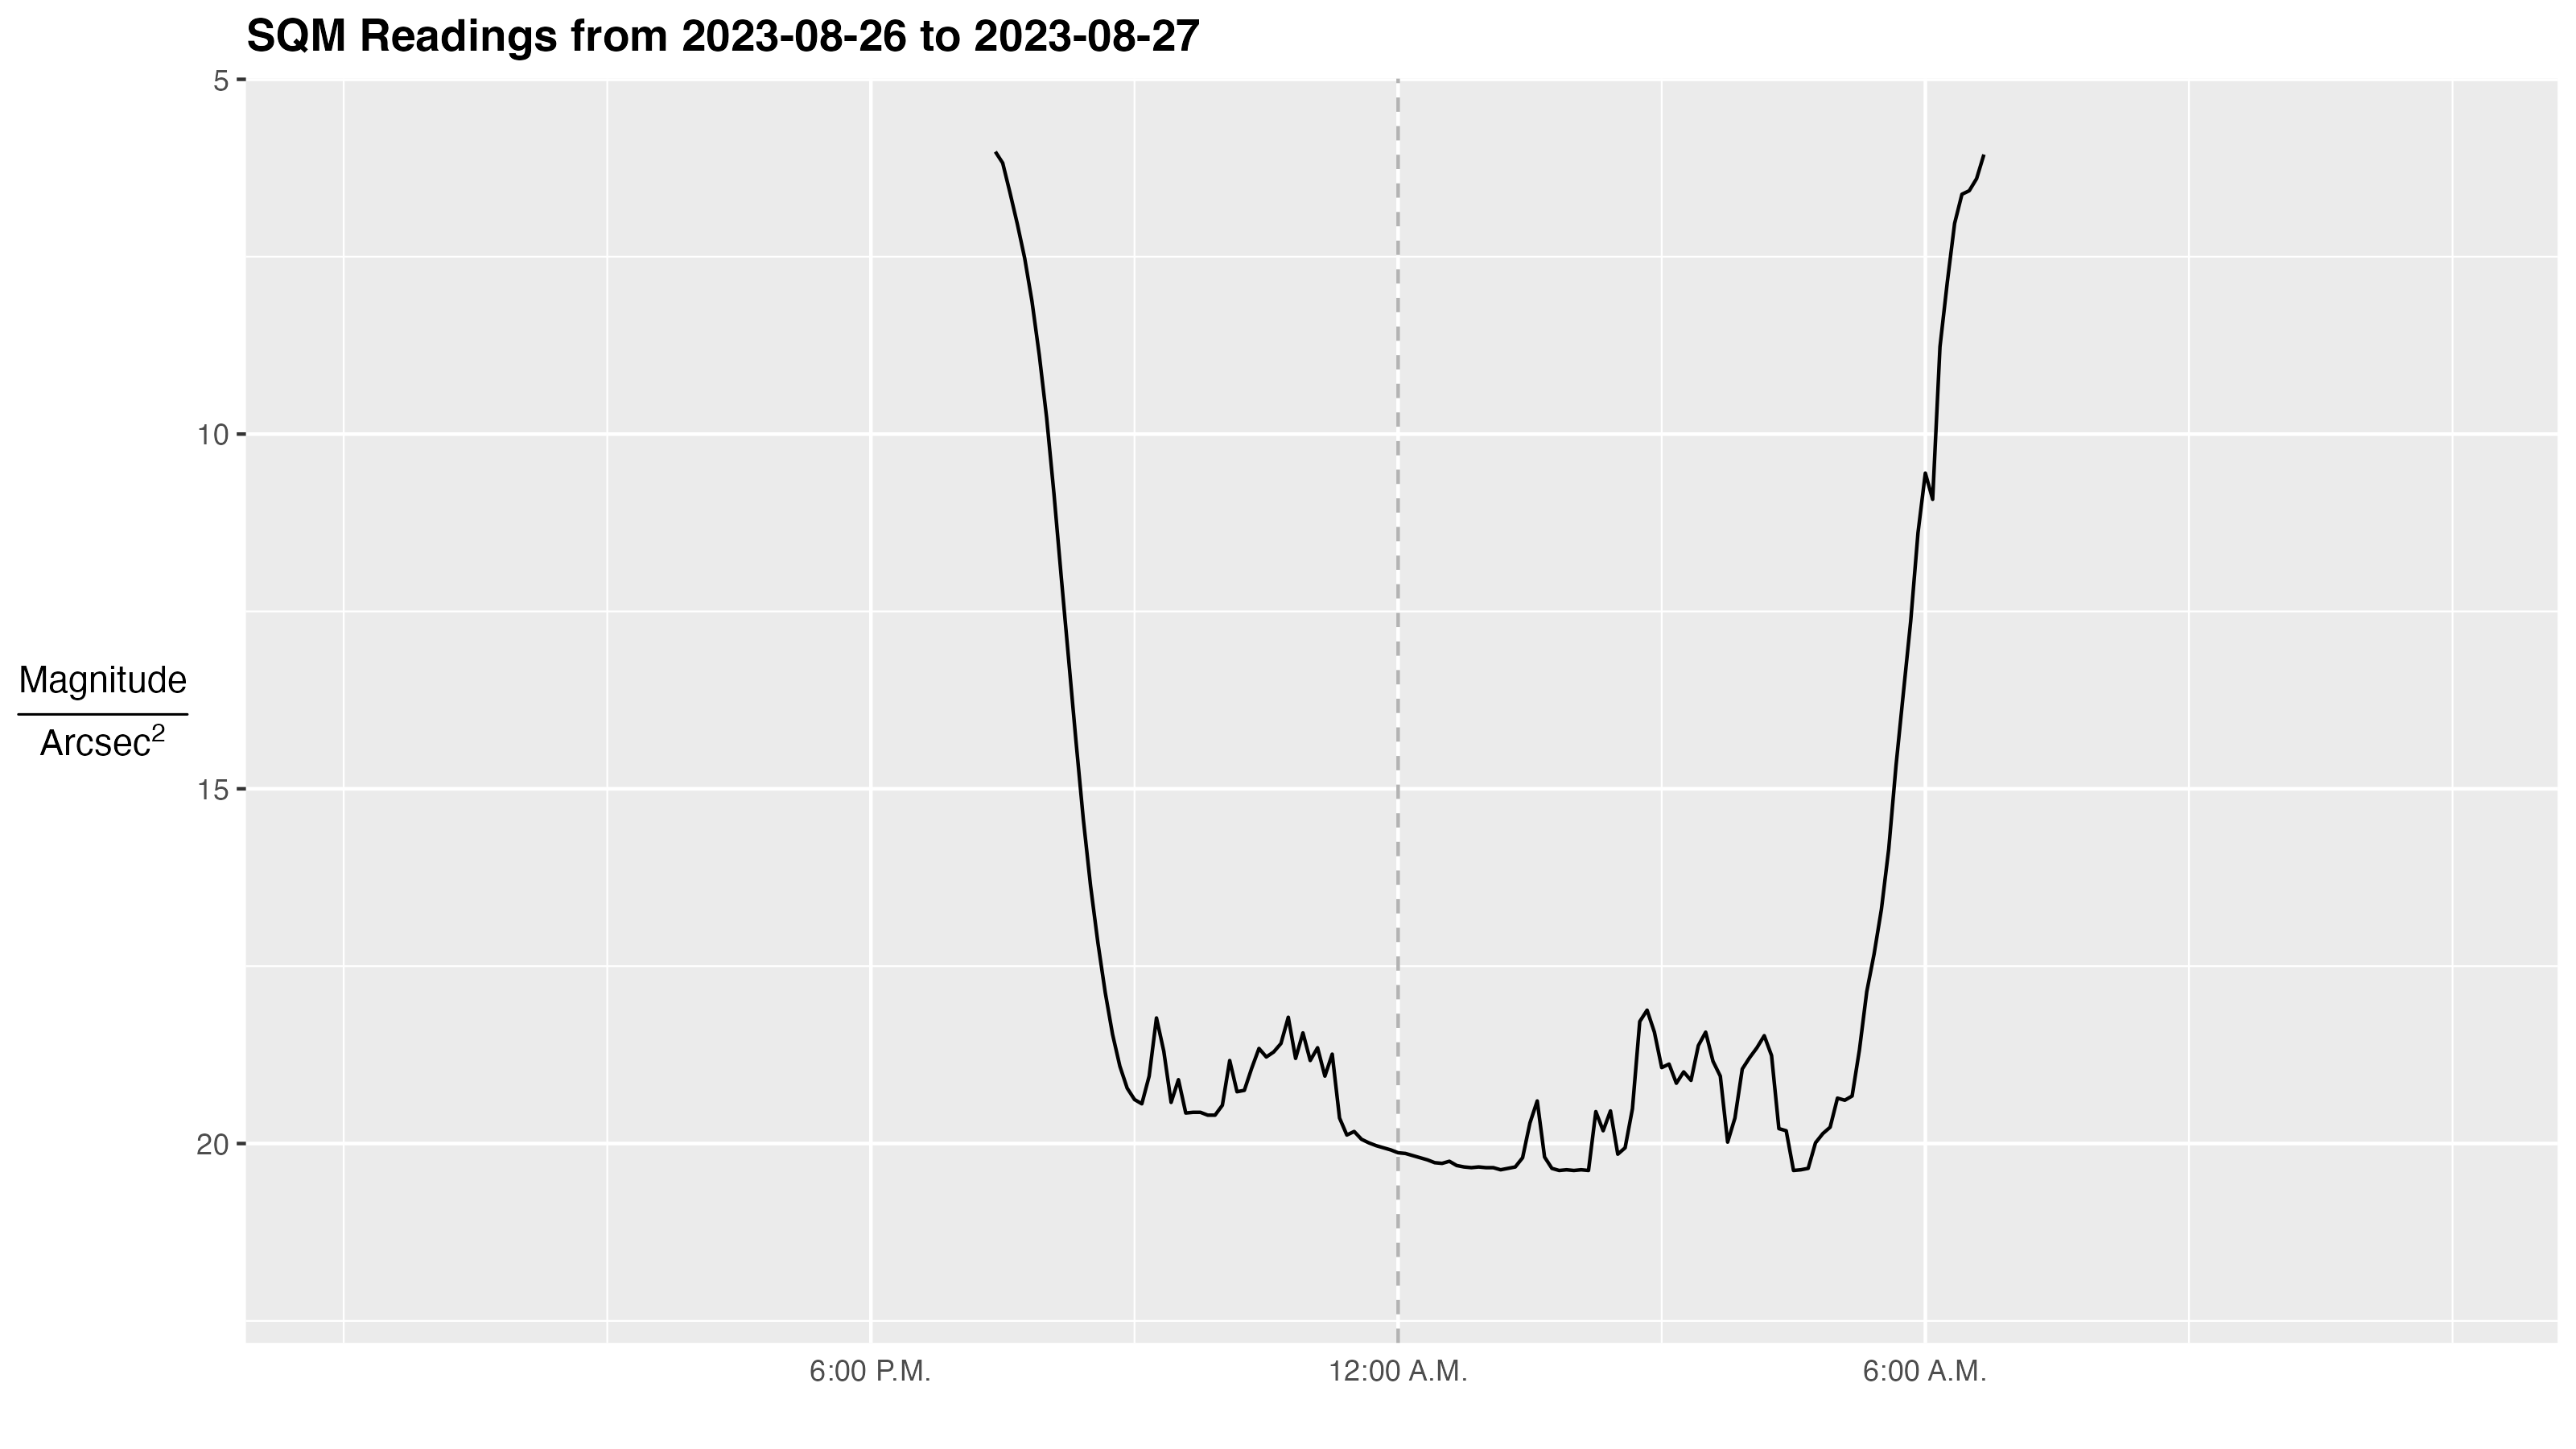 SQM Readings from 2023-08-26 to 2023-08-27
5
10
15
20
Magnitude
Arcsec²
6:00 P.M.
12:00 A.M.
6:00 A.M.